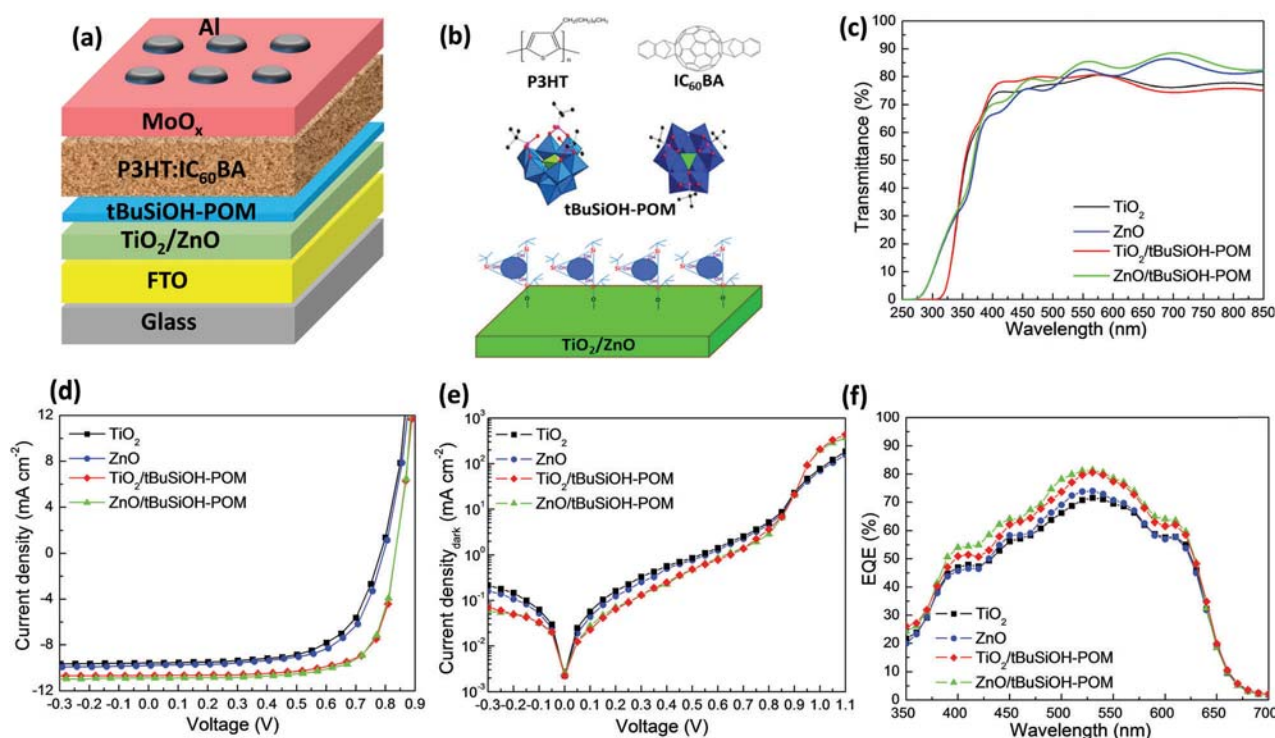 (a)
Al
MoOₓ
P3HT:IC₆₀BA
tBuSiOH-POM
TiO₂/ZnO
FTO
Glass
(b)
CH₂(CH₂)₄CH₃
S
n
P3HT
IC₆₀BA
tBuSiOH-POM
TiO₂/ZnO
(c)
Transmittance (%)
100
90
80
70
60
50
40
30
20
10
0
TiO₂
ZnO
TiO₂/tBuSiOH-POM
ZnO/tBuSiOH-POM
250 300 350 400 450 500 550 600 650 700 750 800 850
Wavelength (nm)
(d)
Current density (mA cm⁻²)
12
8
4
0
-4
-8
-12
TiO₂
ZnO
TiO₂/tBuSiOH-POM
ZnO/tBuSiOH-POM
-0.3 -0.2 -0.1 0.0 0.1 0.2 0.3 0.4 0.5 0.6 0.7 0.8 0.9
Voltage (V)
(e)
Current density_dark (mA cm⁻²)
10³
10²
10¹
10⁰
10⁻¹
10⁻²
10⁻³
TiO₂
ZnO
TiO₂/tBuSiOH-POM
ZnO/tBuSiOH-POM
-0.3 -0.2 -0.1 0.0 0.1 0.2 0.3 0.4 0.5 0.6 0.7 0.8 0.9 1.0 1.1
Voltage (V)
(f)
EQE (%)
100
90
80
70
60
50
40
30
20
10
0
TiO₂
ZnO
TiO₂/tBuSiOH-POM
ZnO/tBuSiOH-POM
350 400 450 500 550 600 650 700
Wavelength (nm)